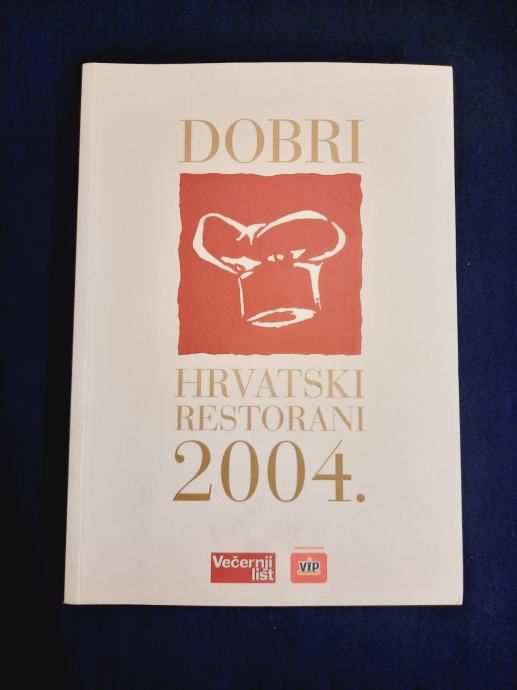 DOBRI
HRVATSKI
RESTORANI
2004.
Večernji
list
VIP